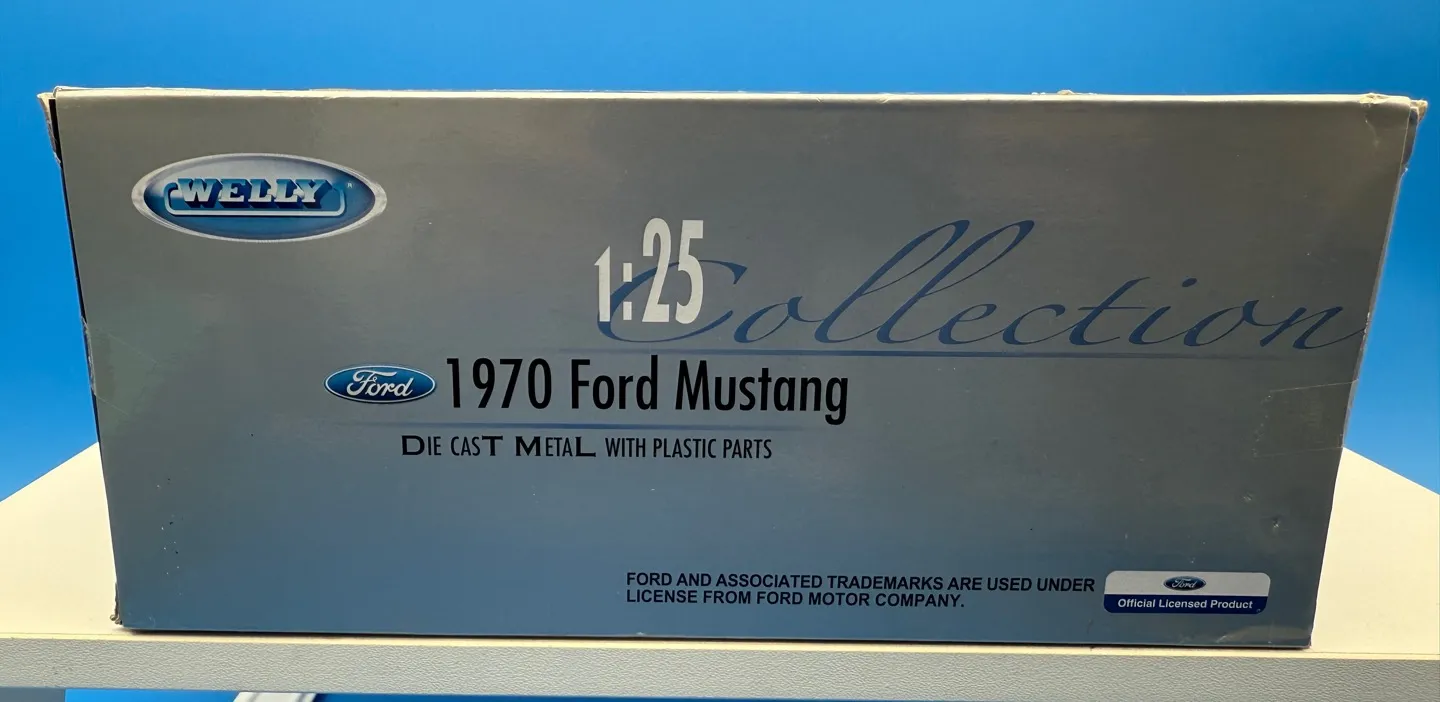 WELLY
1:25 Collection
Ford 1970 Ford Mustang
DIE CAST METAL WITH PLASTIC PARTS
FORD AND ASSOCIATED TRADEMARKS ARE USED UNDER
LICENSE FROM FORD MOTOR COMPANY.
Ford
Official Licensed Product